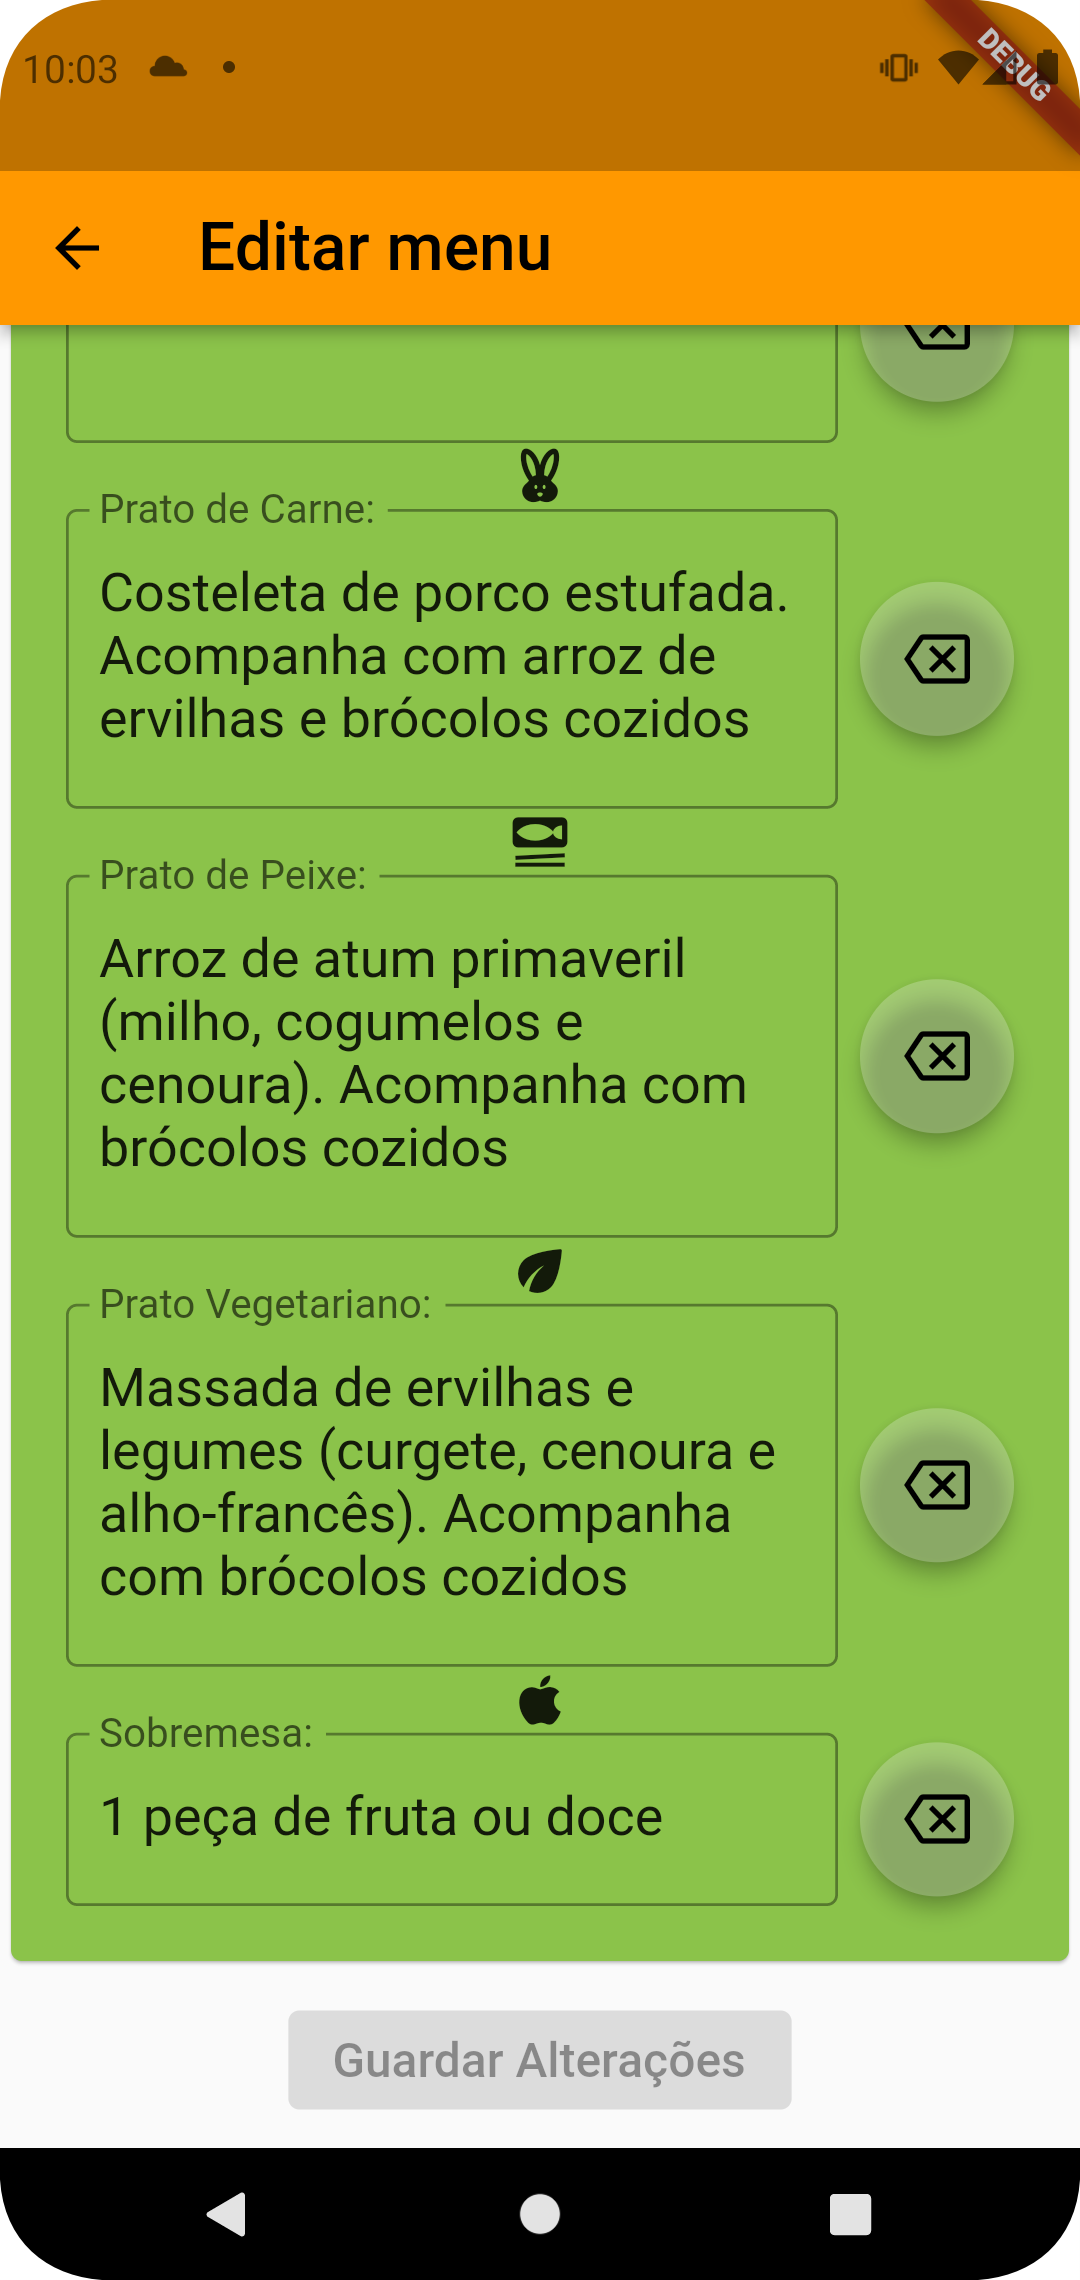 10:03
DEBUG
Editar menu
Prato de Carne:
Costeleta de porco estufada.
Acompanha com arroz de
ervilhas e brócolos cozidos
Prato de Peixe:
Arroz de atum primaveril
(milho, cogumelos e
cenoura). Acompanha com
brócolos cozidos
Prato Vegetariano:
Massada de ervilhas e
legumes (curgete, cenoura e
alho-francês). Acompanha
com brócolos cozidos
Sobremesa:
1 peça de fruta ou doce
Guardar Alterações